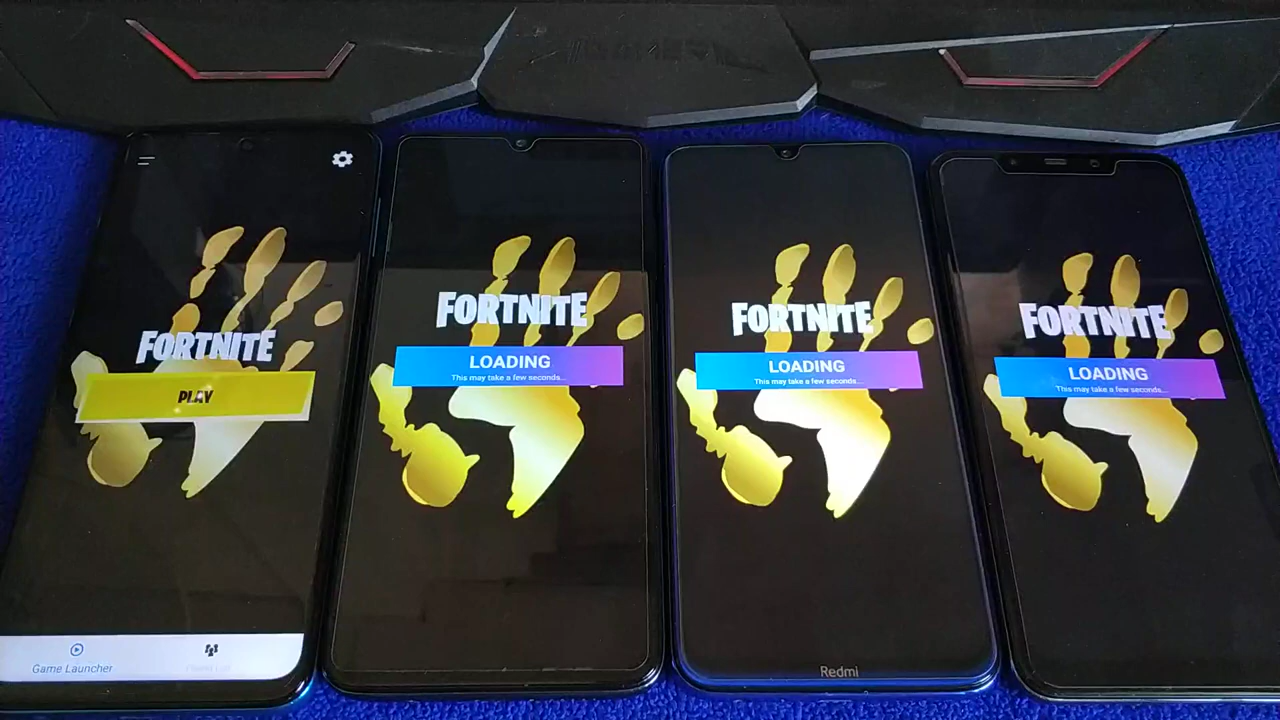 FORTNITE
PLAY
Game Launcher
FORTNITE
LOADING
This may take a few seconds...
FORTNITE
LOADING
This may take a few seconds...
Redmi
FORTNITE
LOADING
This may take a few seconds...